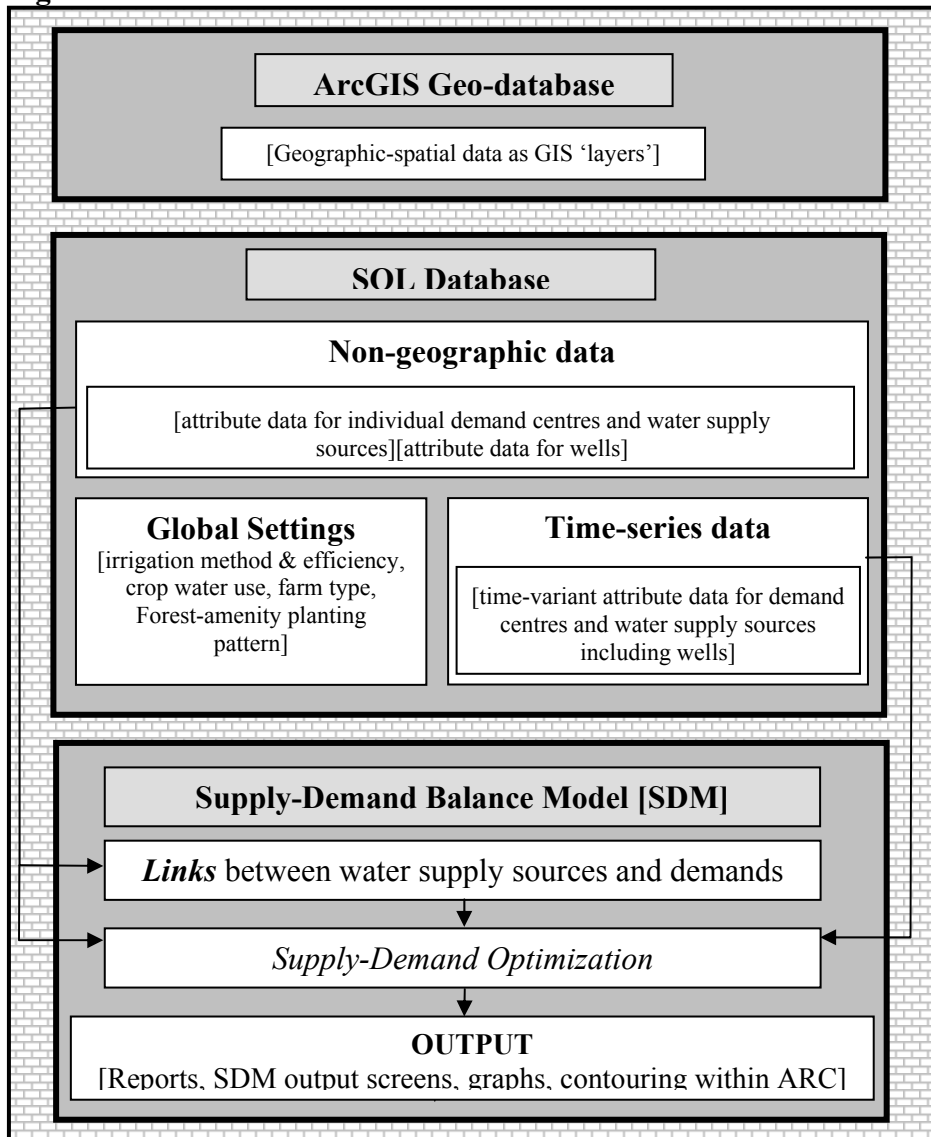 ArcGIS Geo-database
[Geographic-spatial data as GIS ‘layers’]
SQL Database
Non-geographic data
[attribute data for individual demand centres and water supply
sources][attribute data for wells]
Global Settings
[irrigation method & efficiency,
crop water use, farm type,
Forest-amenity planting
pattern]
Time-series data
[time-variant attribute data for demand
centres and water supply sources
including wells]
Supply-Demand Balance Model [SDM]
Links between water supply sources and demands
Supply-Demand Optimization
OUTPUT
[Reports, SDM output screens, graphs, contouring within ARC]